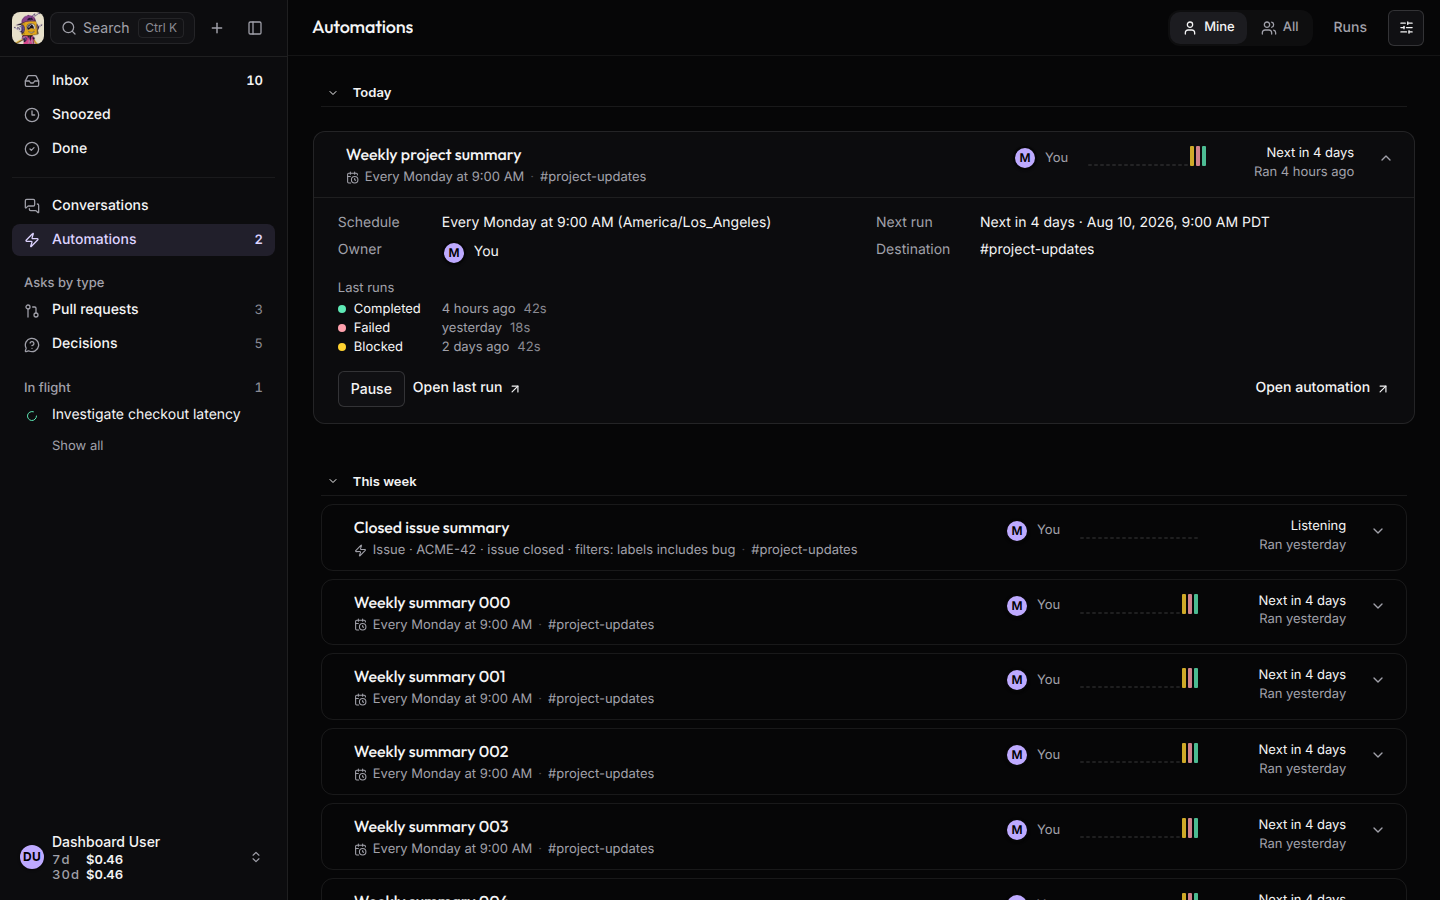 Search Ctrl K
Inbox 10
Snoozed
Done
Conversations
Automations 2
Asks by type
Pull requests 3
Decisions 5
In flight 1
Investigate checkout latency
Show all
DU Dashboard User
7d $0.46
30d $0.46
Automations Mine All Runs
Today
Weekly project summary M You Next in 4 days
Every Monday at 9:00 AM · #project-updates Ran 4 hours ago
Schedule Every Monday at 9:00 AM (America/Los_Angeles) Next run Next in 4 days · Aug 10, 2026, 9:00 AM PDT
Owner M You Destination #project-updates
Last runs
Completed 4 hours ago 42s
Failed yesterday 18s
Blocked 2 days ago 42s
Pause Open last run Open automation
This week
Closed issue summary M You Listening
Issue · ACME-42 · issue closed · filters: labels includes bug · #project-updates Ran yesterday
Weekly summary 000 M You Next in 4 days
Every Monday at 9:00 AM · #project-updates Ran yesterday
Weekly summary 001 M You Next in 4 days
Every Monday at 9:00 AM · #project-updates Ran yesterday
Weekly summary 002 M You Next in 4 days
Every Monday at 9:00 AM · #project-updates Ran yesterday
Weekly summary 003 M You Next in 4 days
Every Monday at 9:00 AM · #project-updates Ran yesterday
Weekly summary 004 Next in 4 days